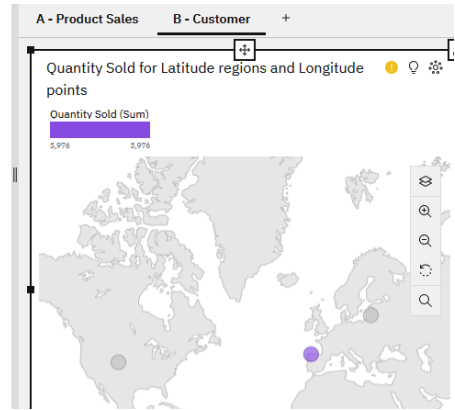 A - Product Sales B - Customer +
Quantity Sold for Latitude regions and Longitude
points
Quantity Sold (Sum)
3,976 3,976